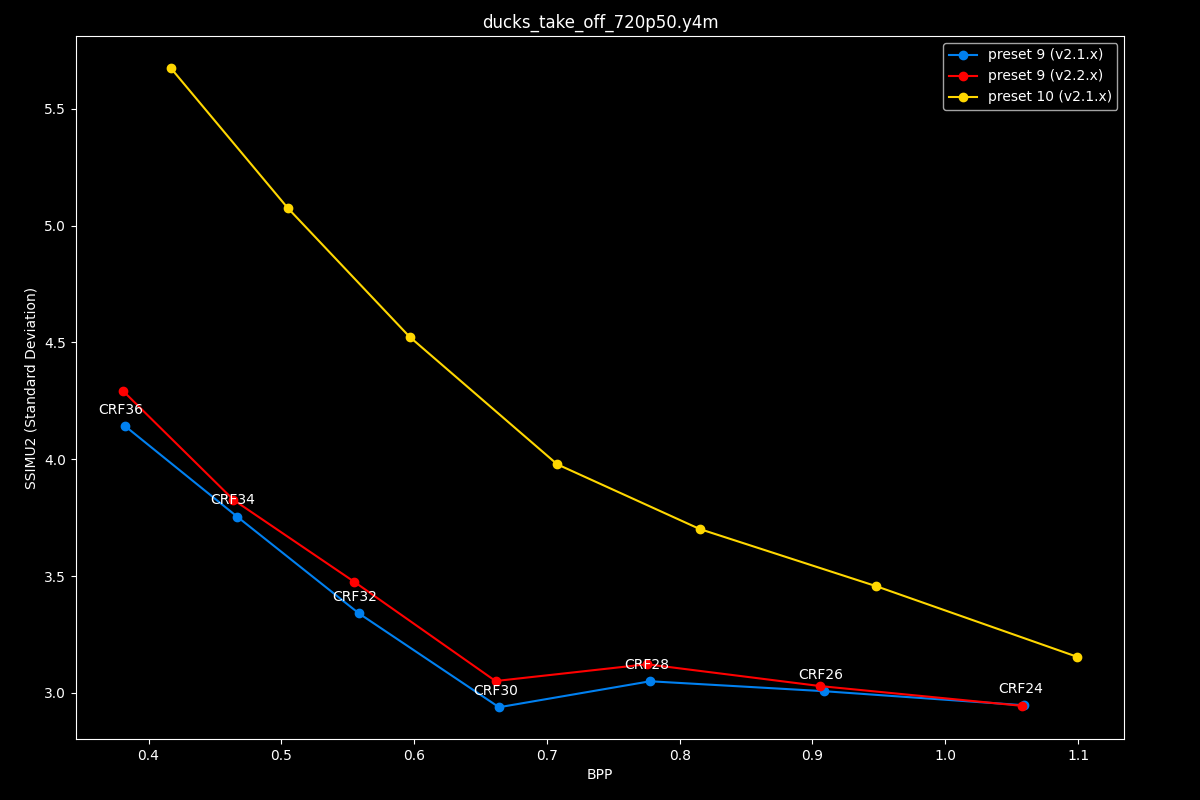 ducks_take_off_720p50.y4m
preset 9 (v2.1.x)
preset 9 (v2.2.x)
preset 10 (v2.1.x)
SSIMU2 (Standard Deviation)
5.5
5.0
4.5
4.0
3.5
3.0
CRF36
CRF34
CRF32
CRF30
CRF28
CRF26
CRF24
0.4
0.5
0.6
0.7
0.8
0.9
1.0
1.1
BPP